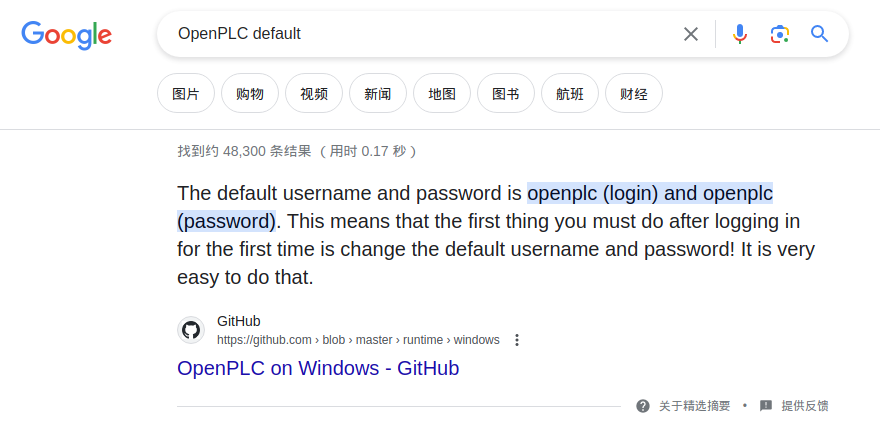 Google
OpenPLC default
图片 购物 视频 新闻 地图 图书 航班 财经
找到约 48,300 条结果 （用时 0.17 秒）
The default username and password is openplc (login) and openplc
(password). This means that the first thing you must do after logging in
for the first time is change the default username and password! It is very
easy to do that.
GitHub
https://github.com › blob › master › runtime › windows
OpenPLC on Windows - GitHub
关于精选摘要 • 提供反馈